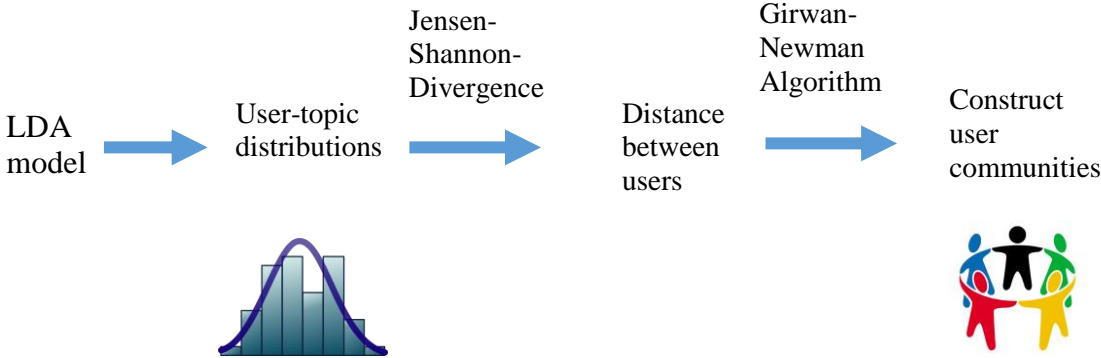 LDA
model
User-topic
distributions
Jensen-
Shannon-
Divergence
Distance
between
users
Girwan-
Newman
Algorithm
Construct
user
communities